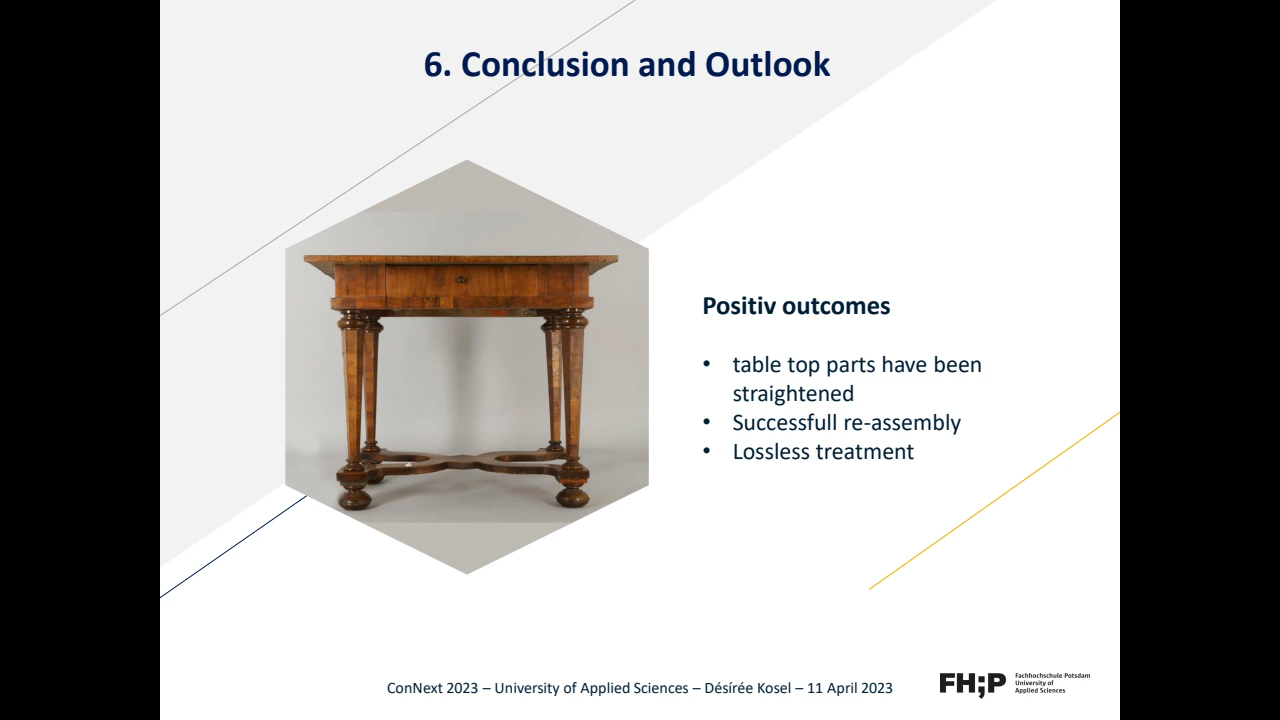 6. Conclusion and Outlook
Positiv outcomes
• table top parts have been
straightened
• Successfull re-assembly
• Lossless treatment
ConNext 2023 – University of Applied Sciences – Désírée Kosel – 11 April 2023
FH;P
Fachhochschule Potsdam
University of
Applied Sciences